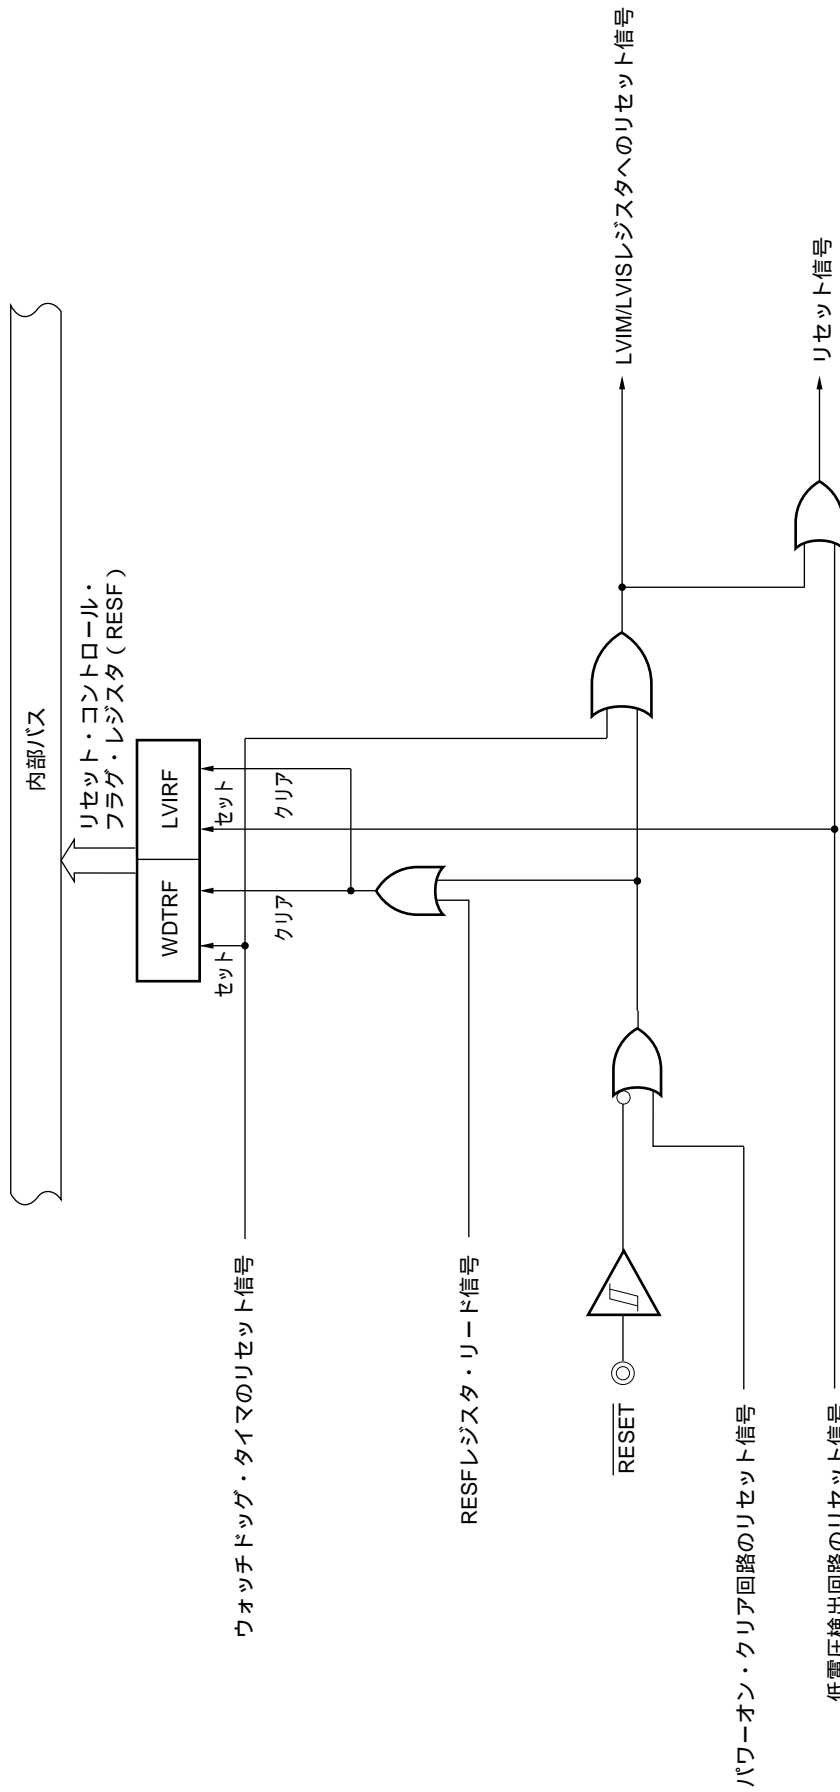 内部バス
リセット・コントロール・
フラグ・レジスタ（RESF）
WDTRF
LVIRF
セット
クリア
セット
クリア
ウォッチドッグ・タイマのリセット信号
RESFレジスタ・リード信号
RESET
LVIM/LVISレジスタへのリセット信号
パワーオン・クリア回路のリセット信号
リセット信号
低電圧検出回路のリセット信号